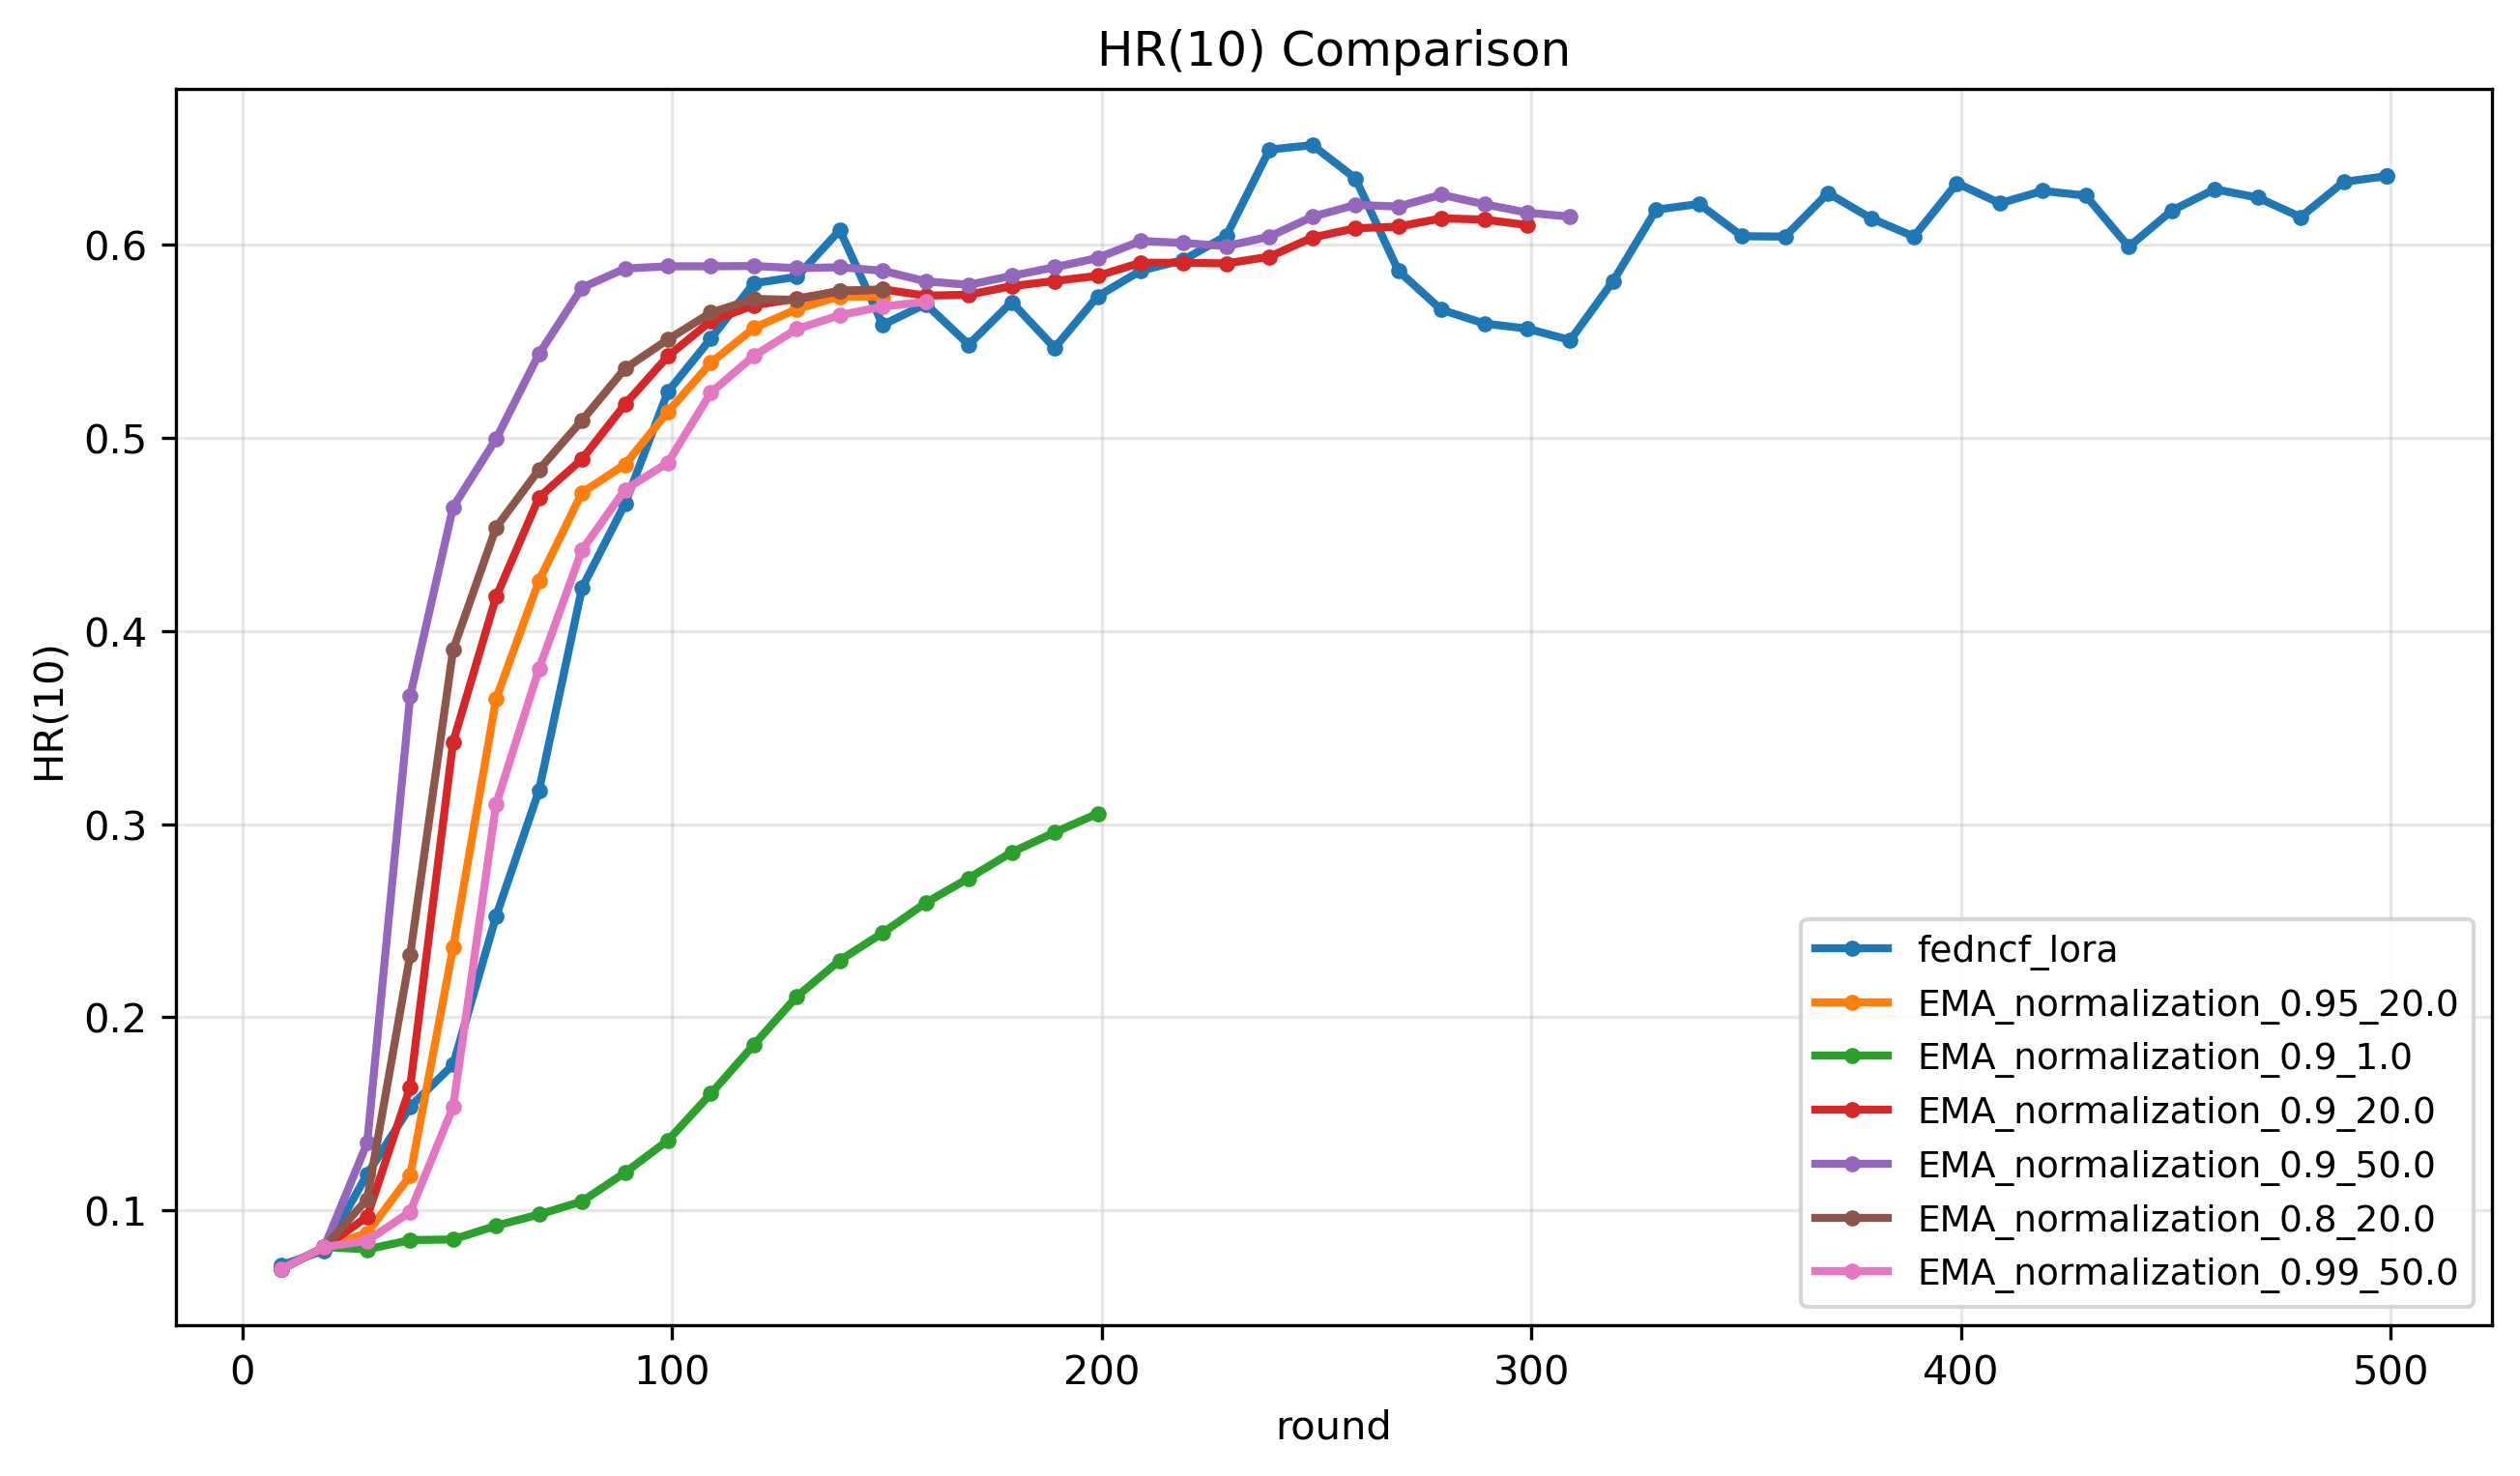 HR(10) Comparison
HR(10)
0.6
0.5
0.4
0.3
0.2
0.1
0 100 200 300 400 500
round
fedncf_lora
EMA_normalization_0.95_20.0
EMA_normalization_0.9_1.0
EMA_normalization_0.9_20.0
EMA_normalization_0.9_50.0
EMA_normalization_0.8_20.0
EMA_normalization_0.99_50.0